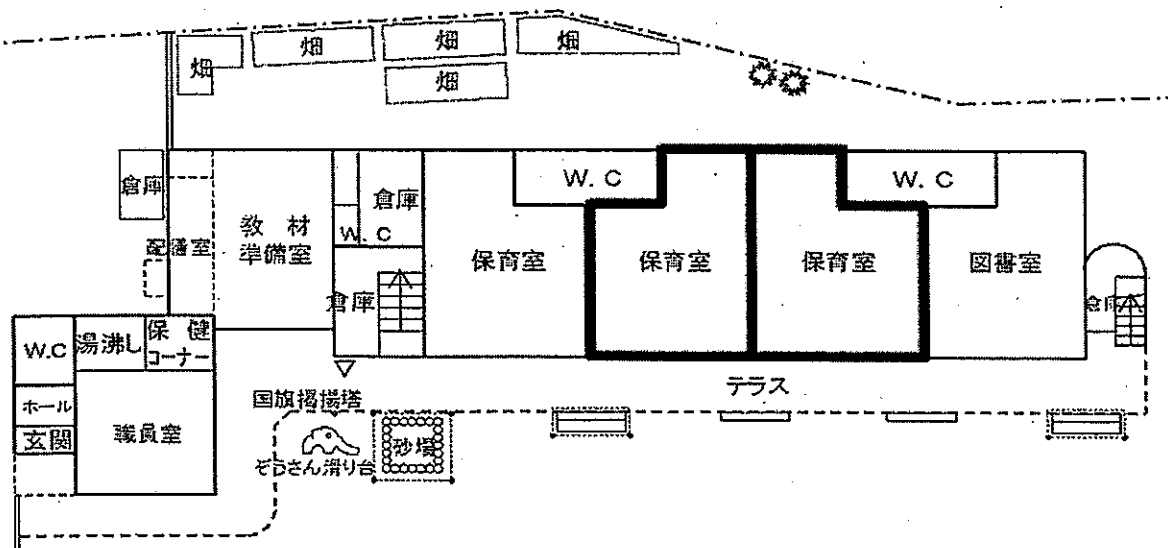 畑
畑
畑
畑
畑
倉庫
配膳室
教材
準備室
倉庫
W.C
倉庫
保育室
W.C
保育室
保育室
W.C
図書室
倉庫
W.C
湯沸し
保健
コーナー
ホール
玄関
職員室
国旗掲揚塔
ぞうさん滑り台
砂場
テラス